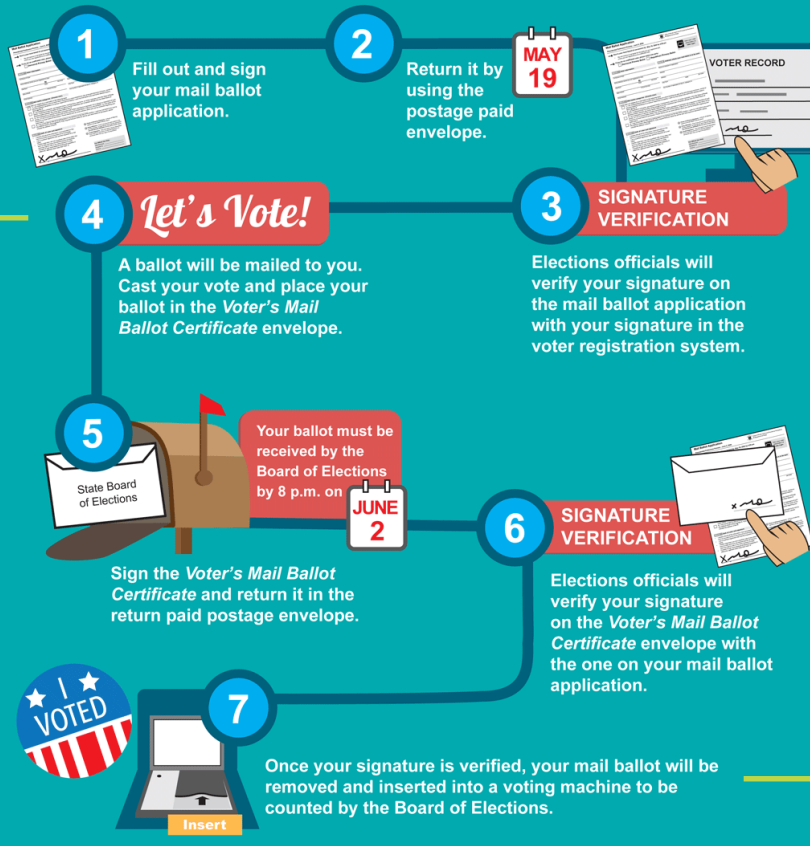 1
Fill out and sign
your mail ballot
application.
2
Return it by
using the
postage paid
envelope.
MAY
19
VOTER RECORD
3
SIGNATURE
VERIFICATION
Elections officials will
verify your signature on
the mail ballot application
with your signature in the
voter registration system.
4
Let's Vote!
A ballot will be mailed to you.
Cast your vote and place your
ballot in the Voter's Mail
Ballot Certificate envelope.
5
State Board
of Elections
Your ballot must be
received by the
Board of Elections
by 8 p.m. on
JUNE
2
Sign the Voter's Mail Ballot
Certificate and return it in the
return paid postage envelope.
6
SIGNATURE
VERIFICATION
Elections officials will
verify your signature
on the Voter's Mail Ballot
Certificate envelope with
the one on your mail ballot
application.
I
VOTED
7
Insert
Once your signature is verified, your mail ballot will be
removed and inserted into a voting machine to be
counted by the Board of Elections.